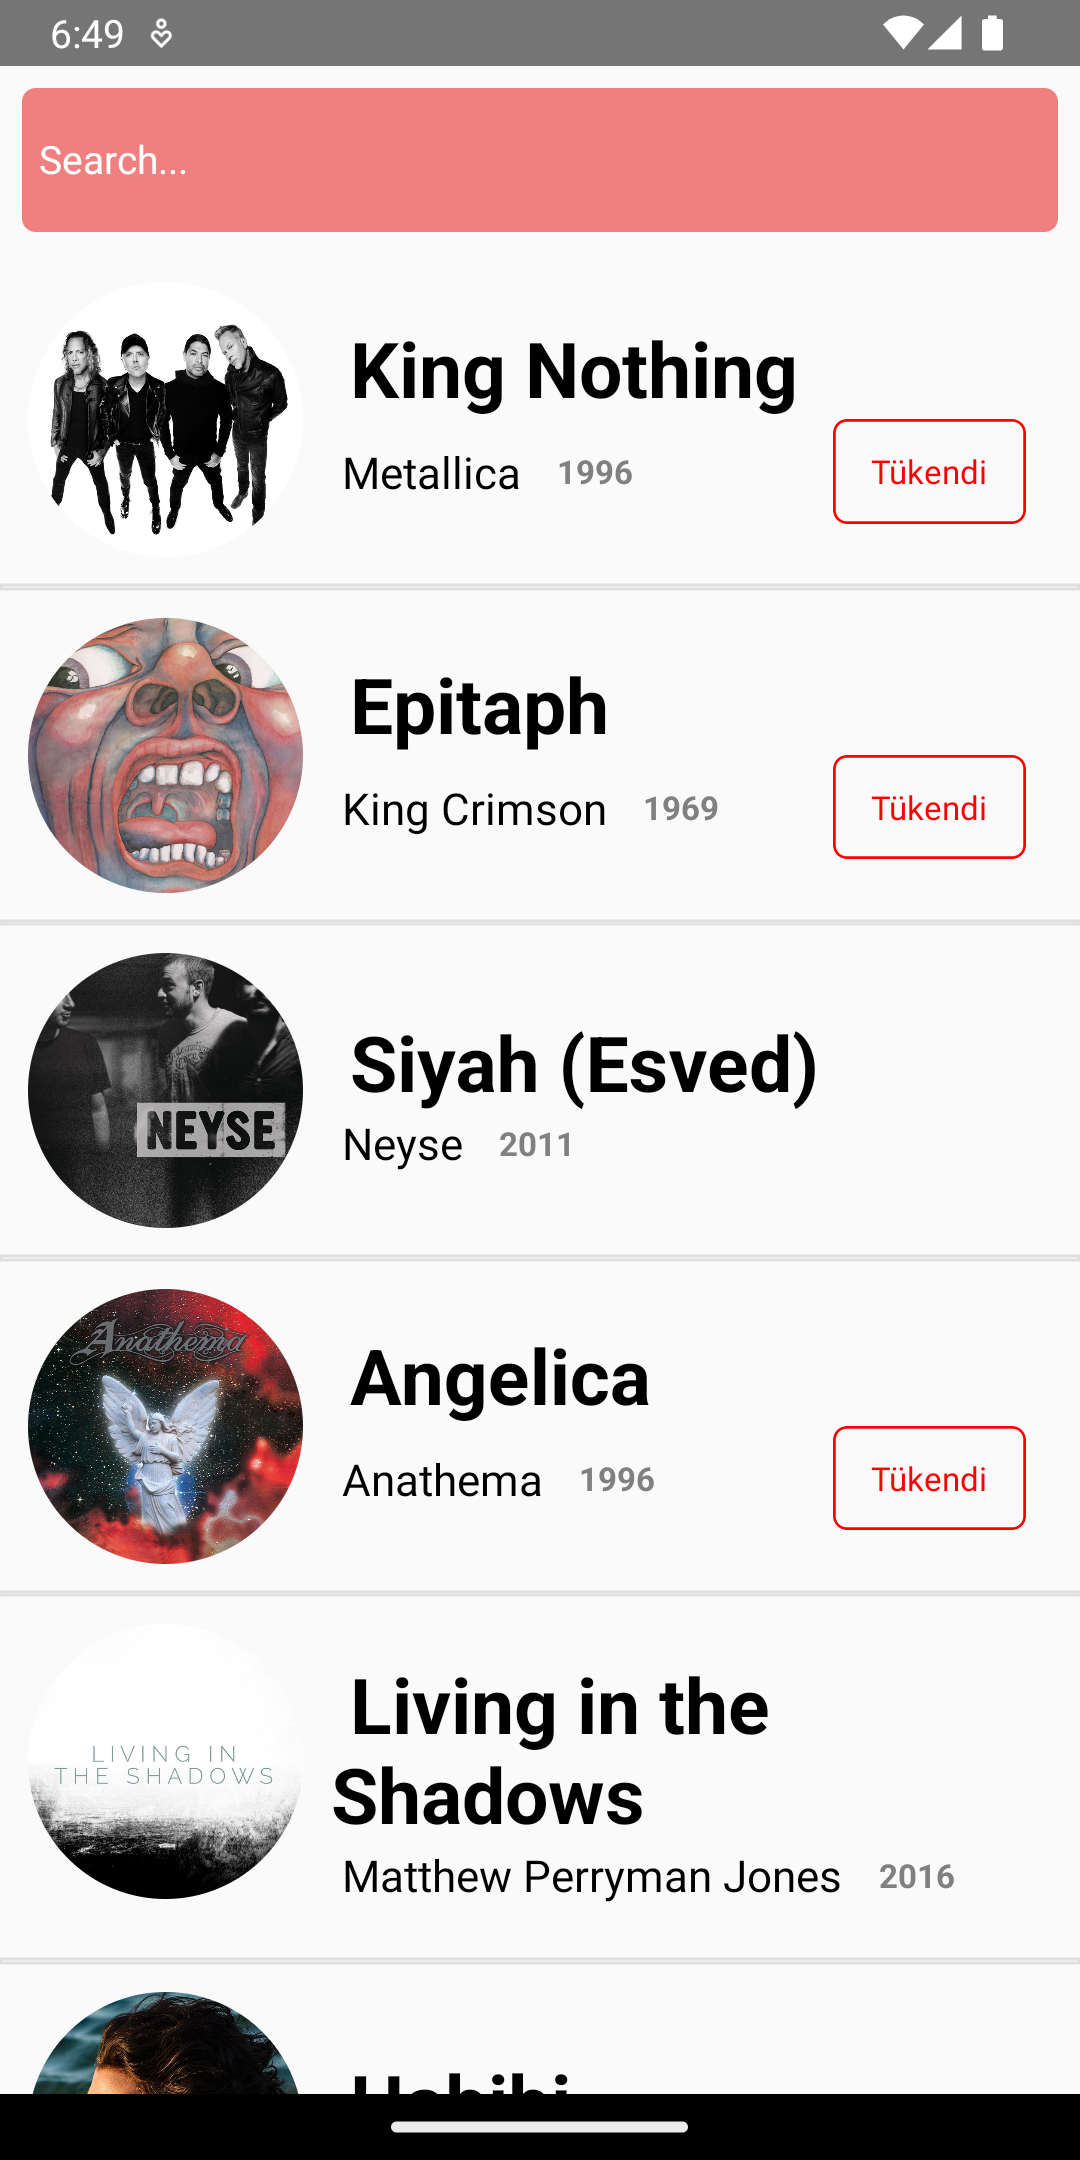 6:49
Search...
King Nothing
Metallica 1996
Tükendi
Epitaph
King Crimson 1969
Tükendi
NEYSE
Siyah (Esved)
Neyse 2011
Anathema
Angelica
Anathema 1996
Tükendi
LIVING IN
THE SHADOWS
Living in the
Shadows
Matthew Perryman Jones 2016
Habibi